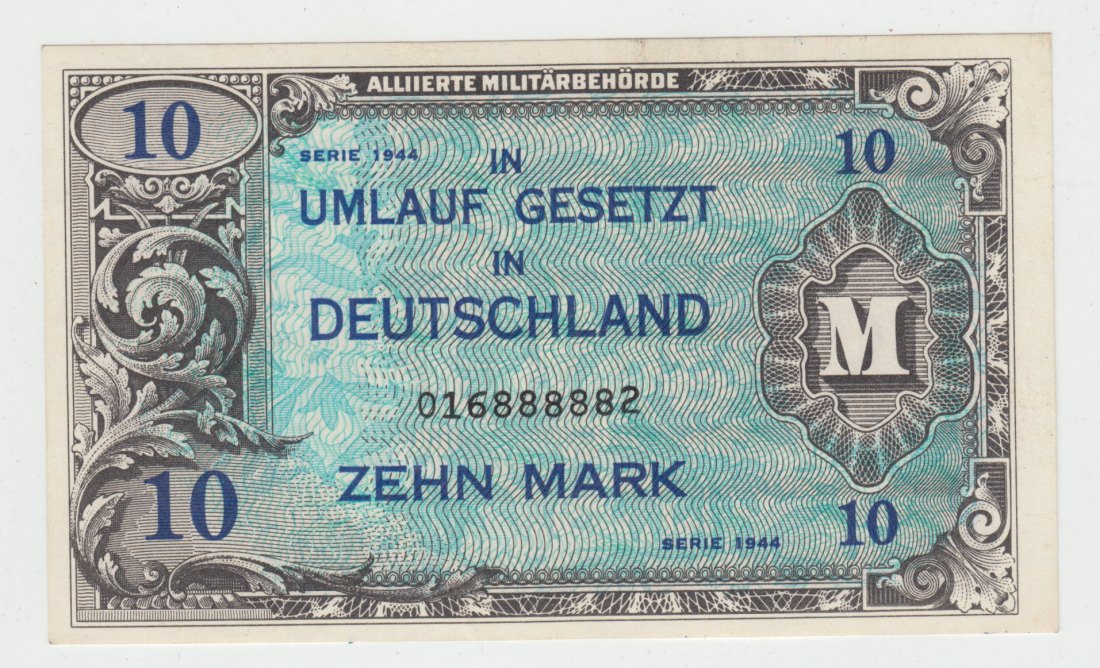 ALLIIERTE MILITÄRBEHÖRDE
10
10
SERIE 1944
IN
UMLAUF GESETZT
IN
DEUTSCHLAND
M
016888882
ZEHN MARK
10
10
SERIE 1944